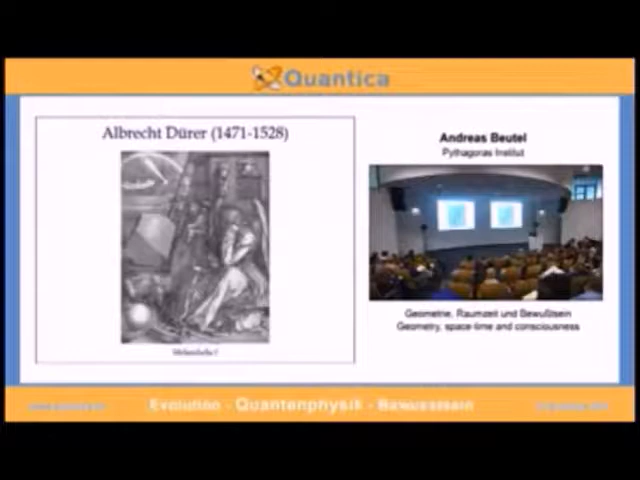 Quantica
Albrecht Dürer (1471-1528)
Andreas Beutel
Pythagoras Institut
Geometrie, Raumzeit und Bewußtsein
Geometry, space-time and consciousness
Melencolia I
Evolution - Quantenphysik - Bewusstsein